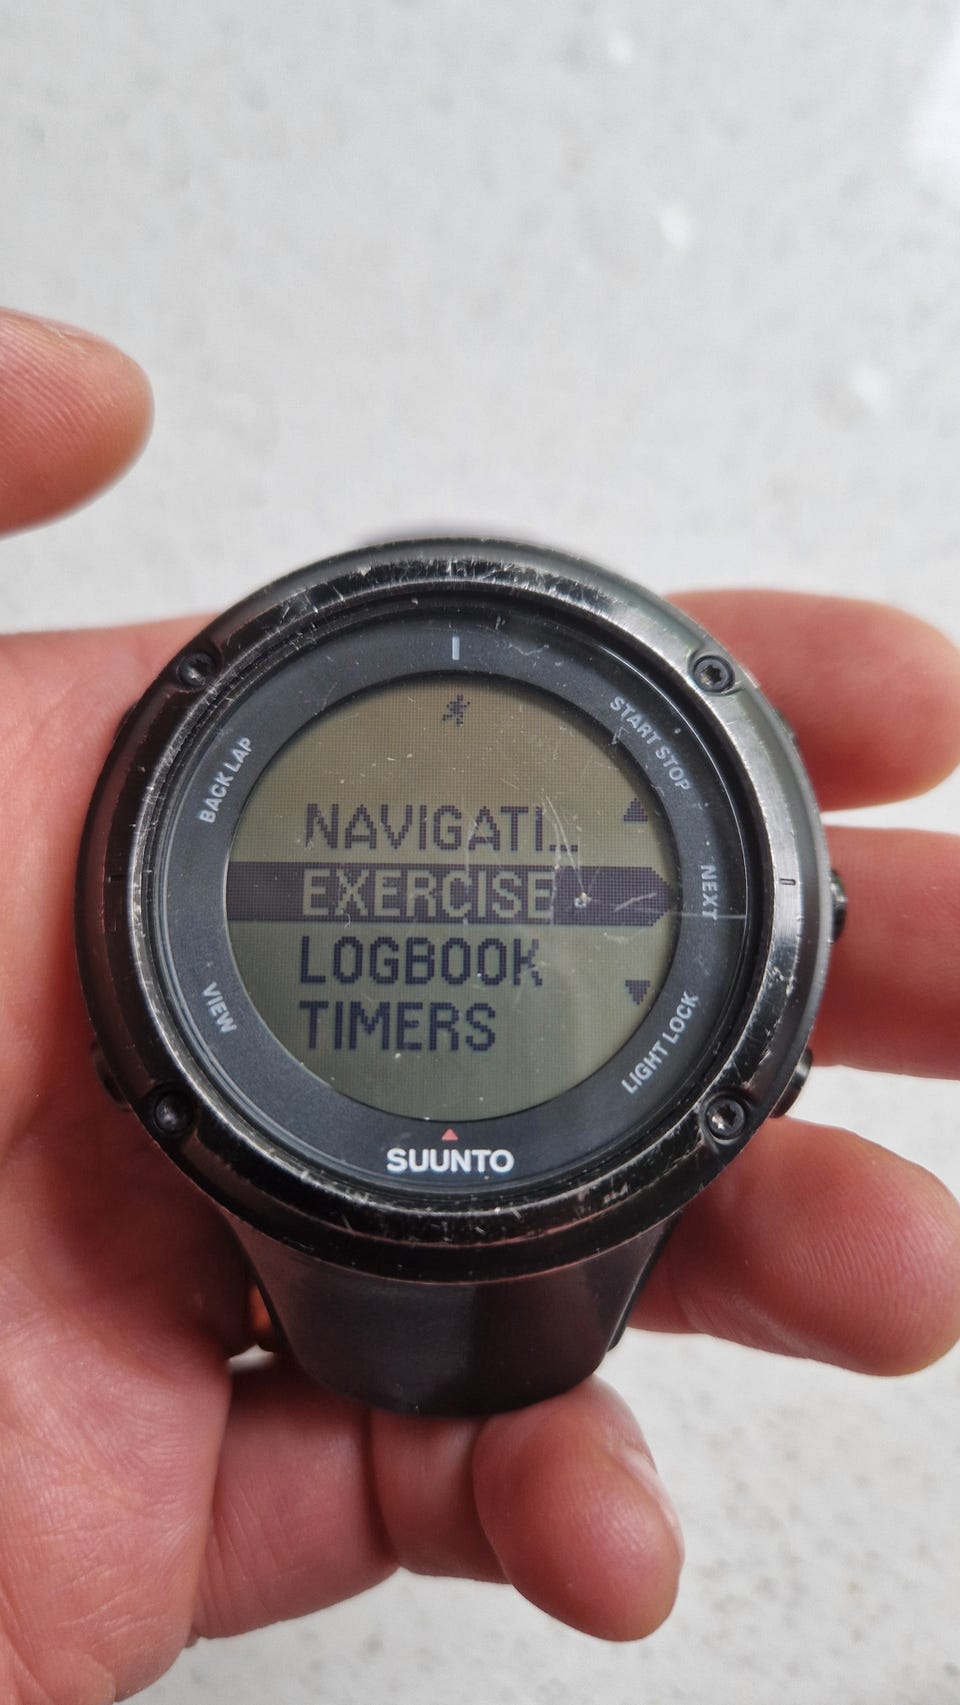 START STOP
BACK LAP
NAVIGATI...
EXERCISE
NEXT
LOGBOOK
TIMERS
VIEW
LIGHT LOCK
SUUNTO